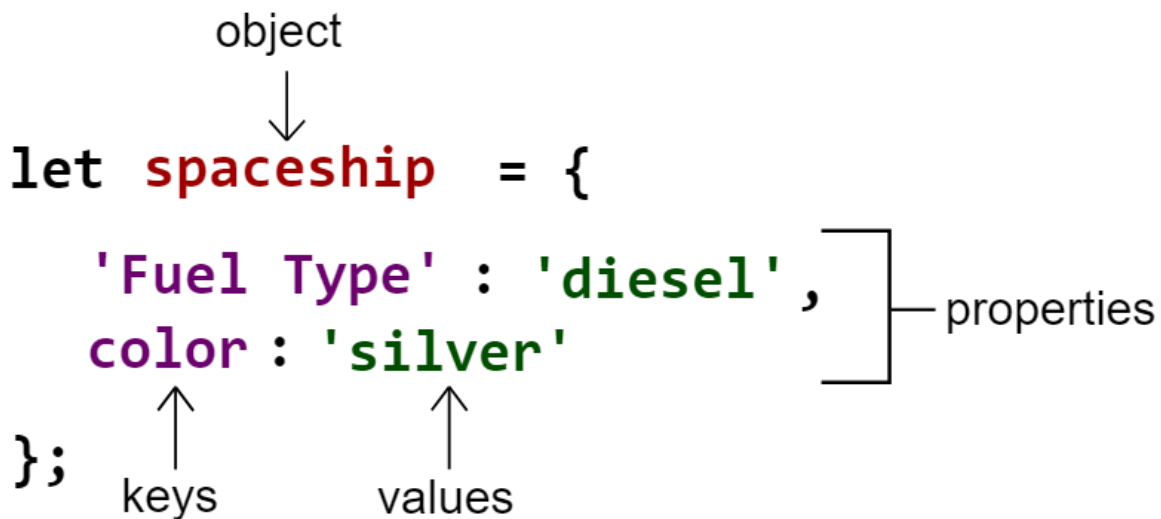 object
let spaceship = {
'Fuel Type' : 'diesel',
properties
color : 'silver'
};
keys values